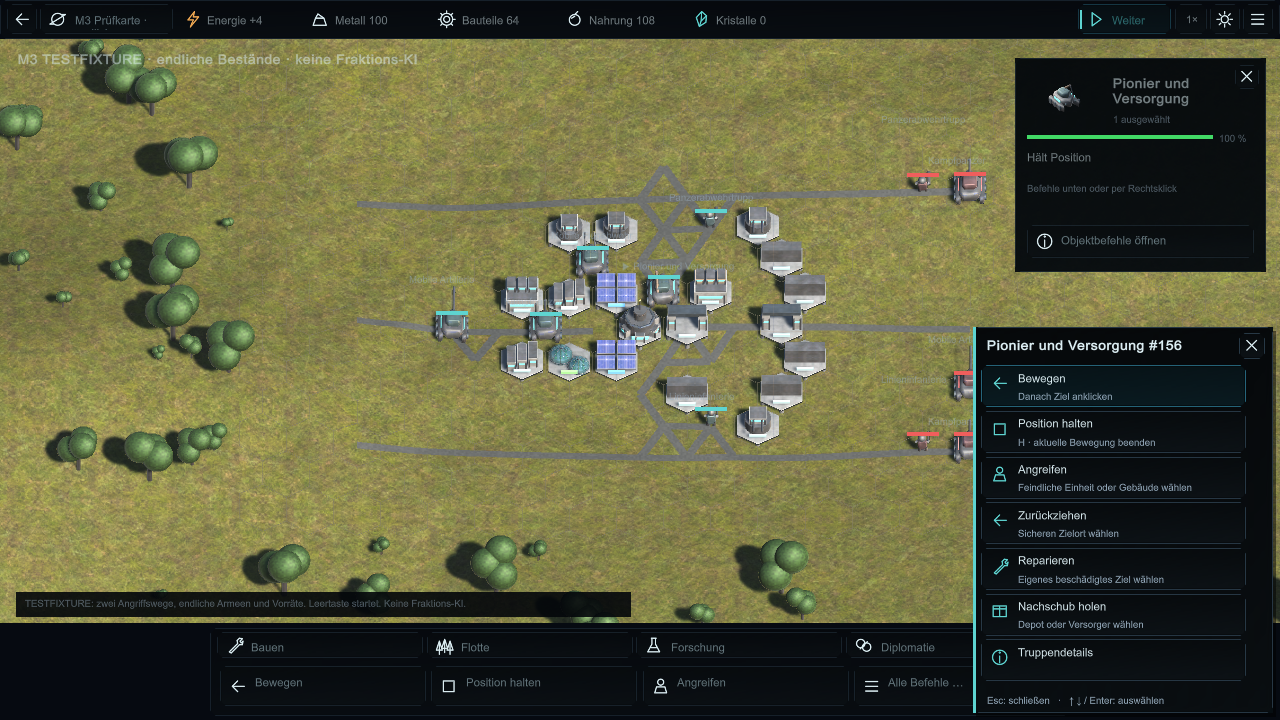 M3 Prüfkarte ·
Energie +4
Metall 100
Bauteile 64
Nahrung 108
Kristalle 0
Weiter
1×
M3 TESTFIXTURE · endliche Bestände · keine Fraktions-KI
Pionier und
Versorgung
1 ausgewählt
100 %
Hält Position
Befehle unten oder per Rechtsklick
Objektbefehle öffnen
Pionier und Versorgung #156
Bewegen
Danach Ziel anklicken
Position halten
H · aktuelle Bewegung beenden
Angreifen
Feindliche Einheit oder Gebäude wählen
Zurückziehen
Sicheren Zielort wählen
Reparieren
Eigenes beschädigtes Ziel wählen
Nachschub holen
Depot oder Versorger wählen
Truppendetails
Esc: schließen · ↑↓ / Enter: auswählen
TESTFIXTURE: zwei Angriffswege, endliche Armeen und Vorräte. Leertaste startet. Keine Fraktions-KI.
Bauen
Flotte
Forschung
Diplomatie
Bewegen
Position halten
Angreifen
Alle Befehle …